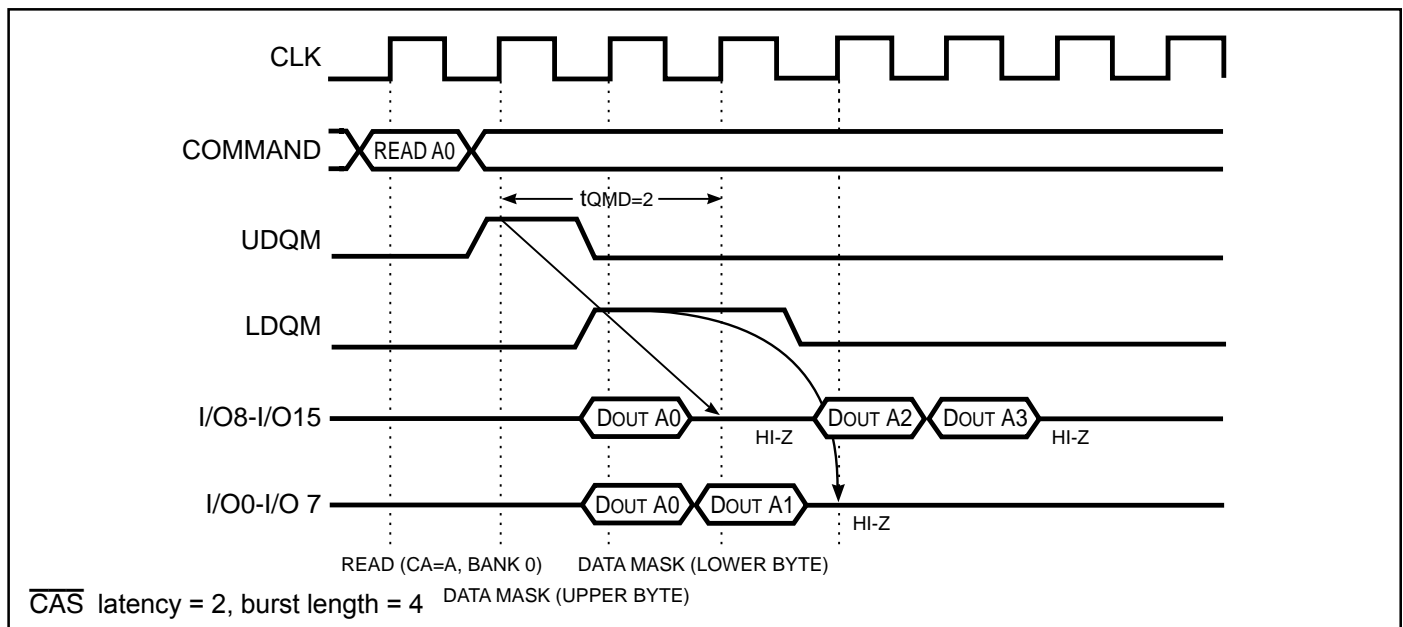 CLK
COMMAND
READ A0
tQMD=2
UDQM
LDQM
I/O8-I/O15
DOUT A0
HI-Z
DOUT A2
DOUT A3
HI-Z
I/O0-I/O 7
DOUT A0
DOUT A1
HI-Z
READ (CA=A, BANK 0)
DATA MASK (LOWER BYTE)
DATA MASK (UPPER BYTE)
CAS latency = 2, burst length = 4